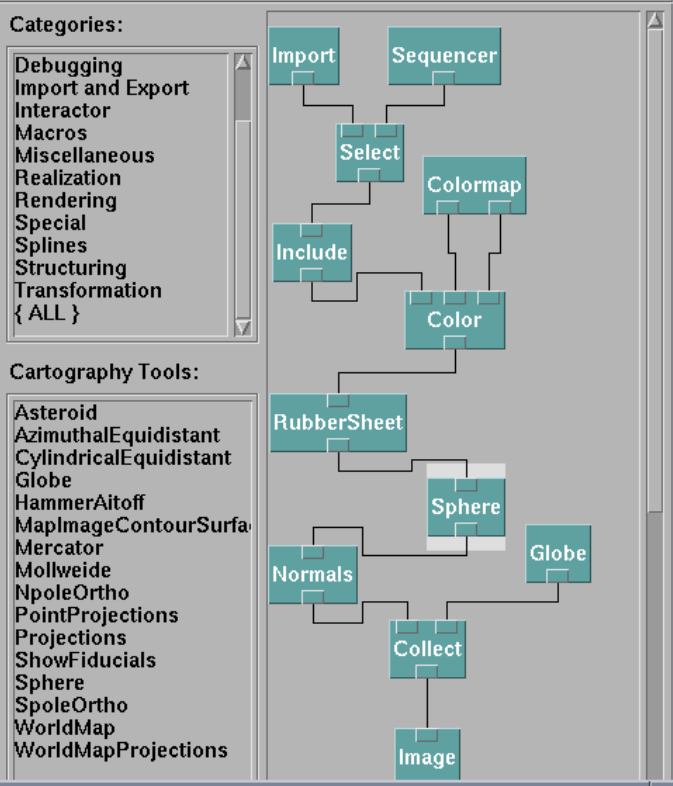 Categories:
Debugging
Import and Export
Interactor
Macros
Miscellaneous
Realization
Rendering
Special
Splines
Structuring
Transformation
{ ALL }
Cartography Tools:
Asteroid
AzimuthalEquidistant
CylindricalEquidistant
Globe
HammerAitoff
MapImageContourSurfa
Mercator
Mollweide
NpoleOrtho
PointProjections
Projections
ShowFiducials
Sphere
SpoleOrtho
WorldMap
WorldMapProjections
Import
Sequencer
Select
Colormap
Include
Color
RubberSheet
Sphere
Globe
Normals
Collect
Image